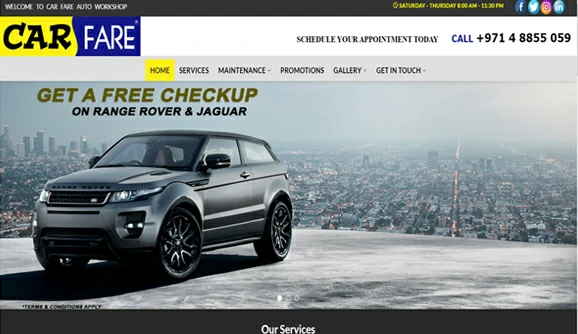 WELCOME TO CAR FARE AUTO WORKSHOP
SATURDAY - THURSDAY 8:00 AM - 11:30 PM
CAR FARE®
SCHEDULE YOUR APPOINTMENT TODAY
CALL +971 4 8855 059
HOME SERVICES MAINTENANCE PROMOTIONS GALLERY GET IN TOUCH
GET A FREE CHECKUP
ON RANGE ROVER & JAGUAR
*TERMS & CONDITIONS APPLY
Our Services